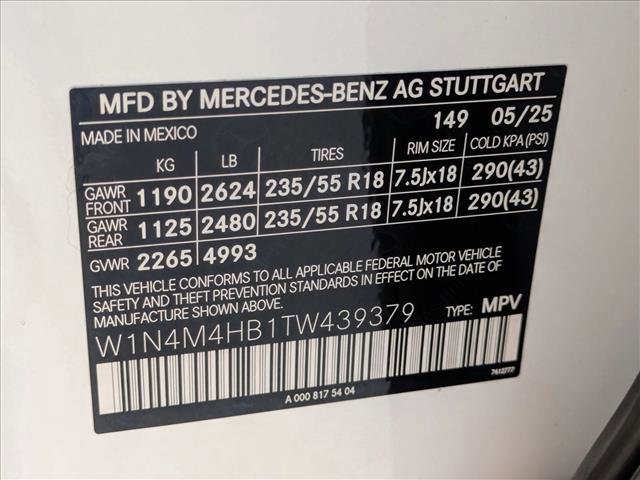 MFD BY MERCEDES-BENZ AG STUTTGART
MADE IN MEXICO 149 05/25
KG LB TIRES RIM SIZE COLD KPA(PSI)
GAWR FRONT 1190 2624 235/55 R18 7.5Jx18 290(43)
GAWR REAR 1125 2480 235/55 R18 7.5Jx18 290(43)
GVWR 2265 4993
THIS VEHICLE CONFORMS TO ALL APPLICABLE FEDERAL MOTOR VEHICLE
SAFETY AND THEFT PREVENTION STANDARDS IN EFFECT ON THE DATE OF
MANUFACTURE SHOWN ABOVE.
W1N4M4HB1TW439379 TYPE: MPV
A 000 817 54 04